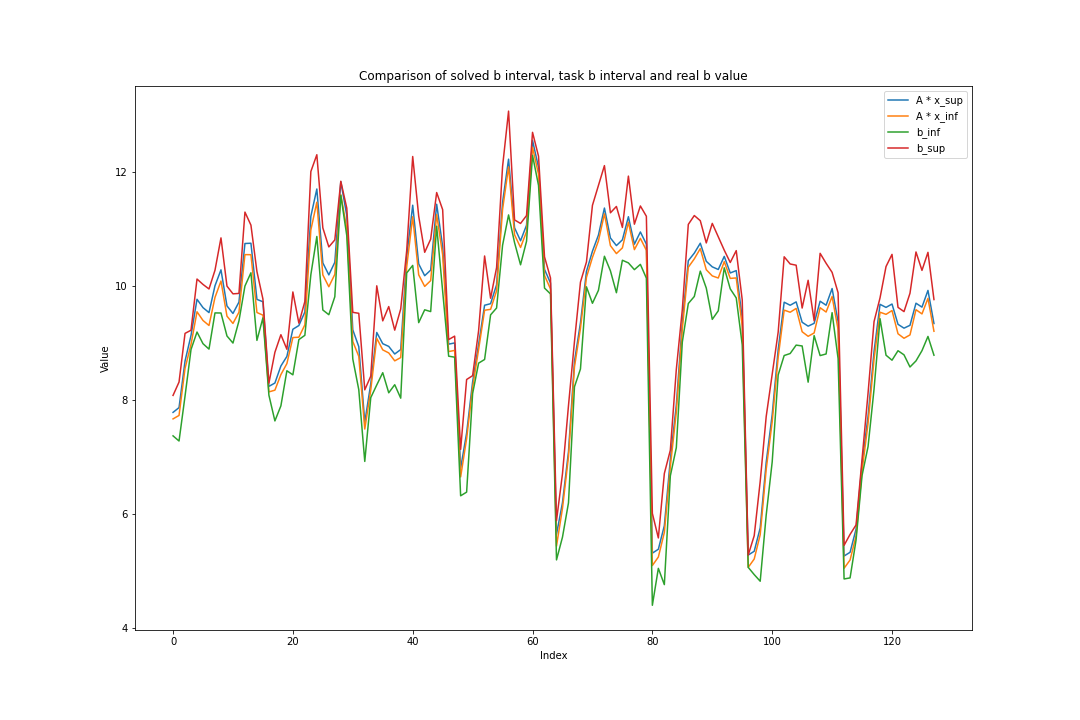 Comparison of solved b interval, task b interval and real b value
A * x_sup
A * x_inf
b_inf
b_sup
Value
12
10
8
6
4
0 20 40 60 80 100 120
Index